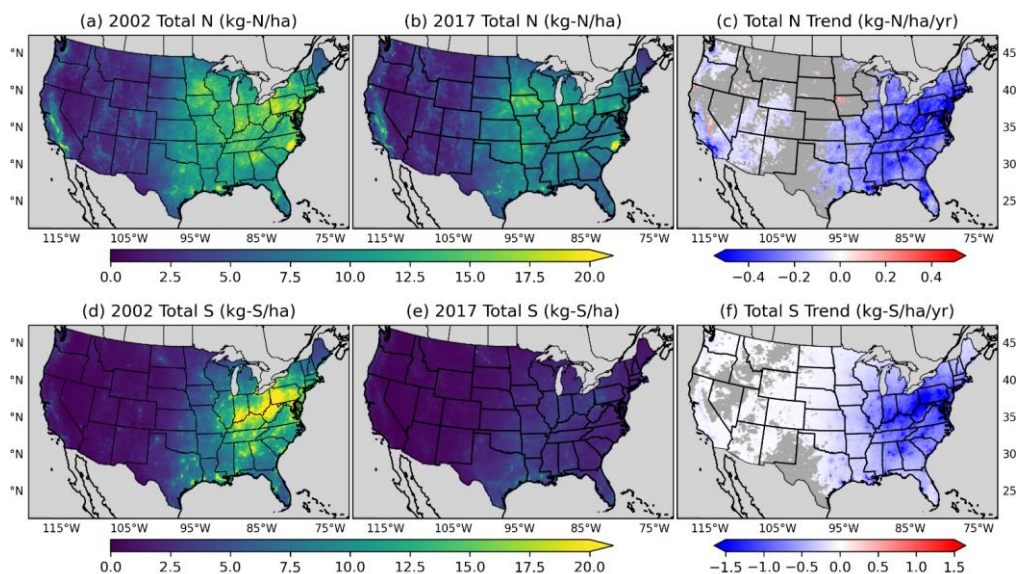 (a) 2002 Total N (kg-N/ha) (b) 2017 Total N (kg-N/ha) (c) Total N Trend (kg-N/ha/yr)
°N 45°N
°N 40°N
°N 35°N
°N 30°N
°N 25°N
115°W 105°W 95°W 85°W 75°W 115°W 105°W 95°W 85°W 75°W 115°W 105°W 95°W 85°W 75°W
0.0 2.5 5.0 7.5 10.0 12.5 15.0 17.5 20.0 −0.4 −0.2 0.0 0.2 0.4
(d) 2002 Total S (kg-S/ha) (e) 2017 Total S (kg-S/ha) (f) Total S Trend (kg-S/ha/yr)
°N 45°N
°N 40°N
°N 35°N
°N 30°N
°N 25°N
115°W 105°W 95°W 85°W 75°W 115°W 105°W 95°W 85°W 75°W 115°W 105°W 95°W 85°W 75°W
0.0 2.5 5.0 7.5 10.0 12.5 15.0 17.5 20.0 −1.5 −1.0 −0.5 0.0 0.5 1.0 1.5